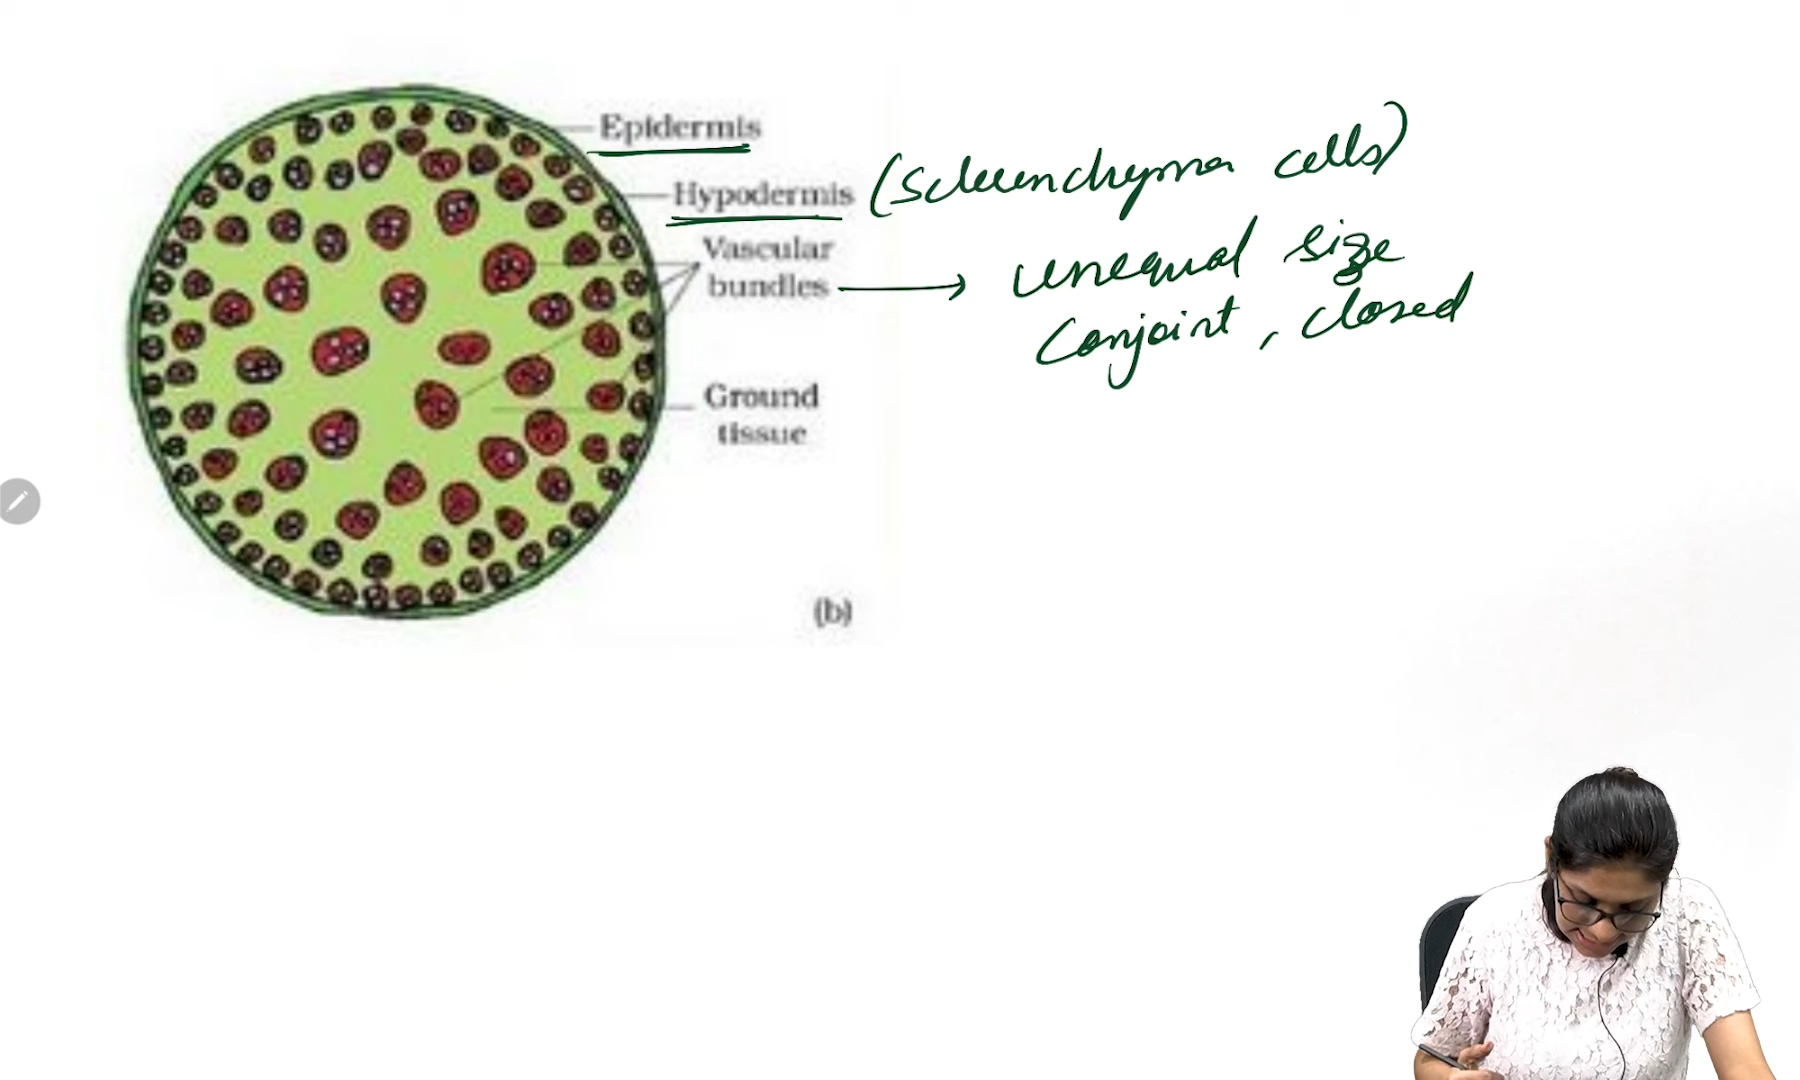 Epidermis
Hypodermis (Sclerenchyma cells)
Vascular
bundles → unequal size
Conjoint, closed
Ground
tissue
(b)